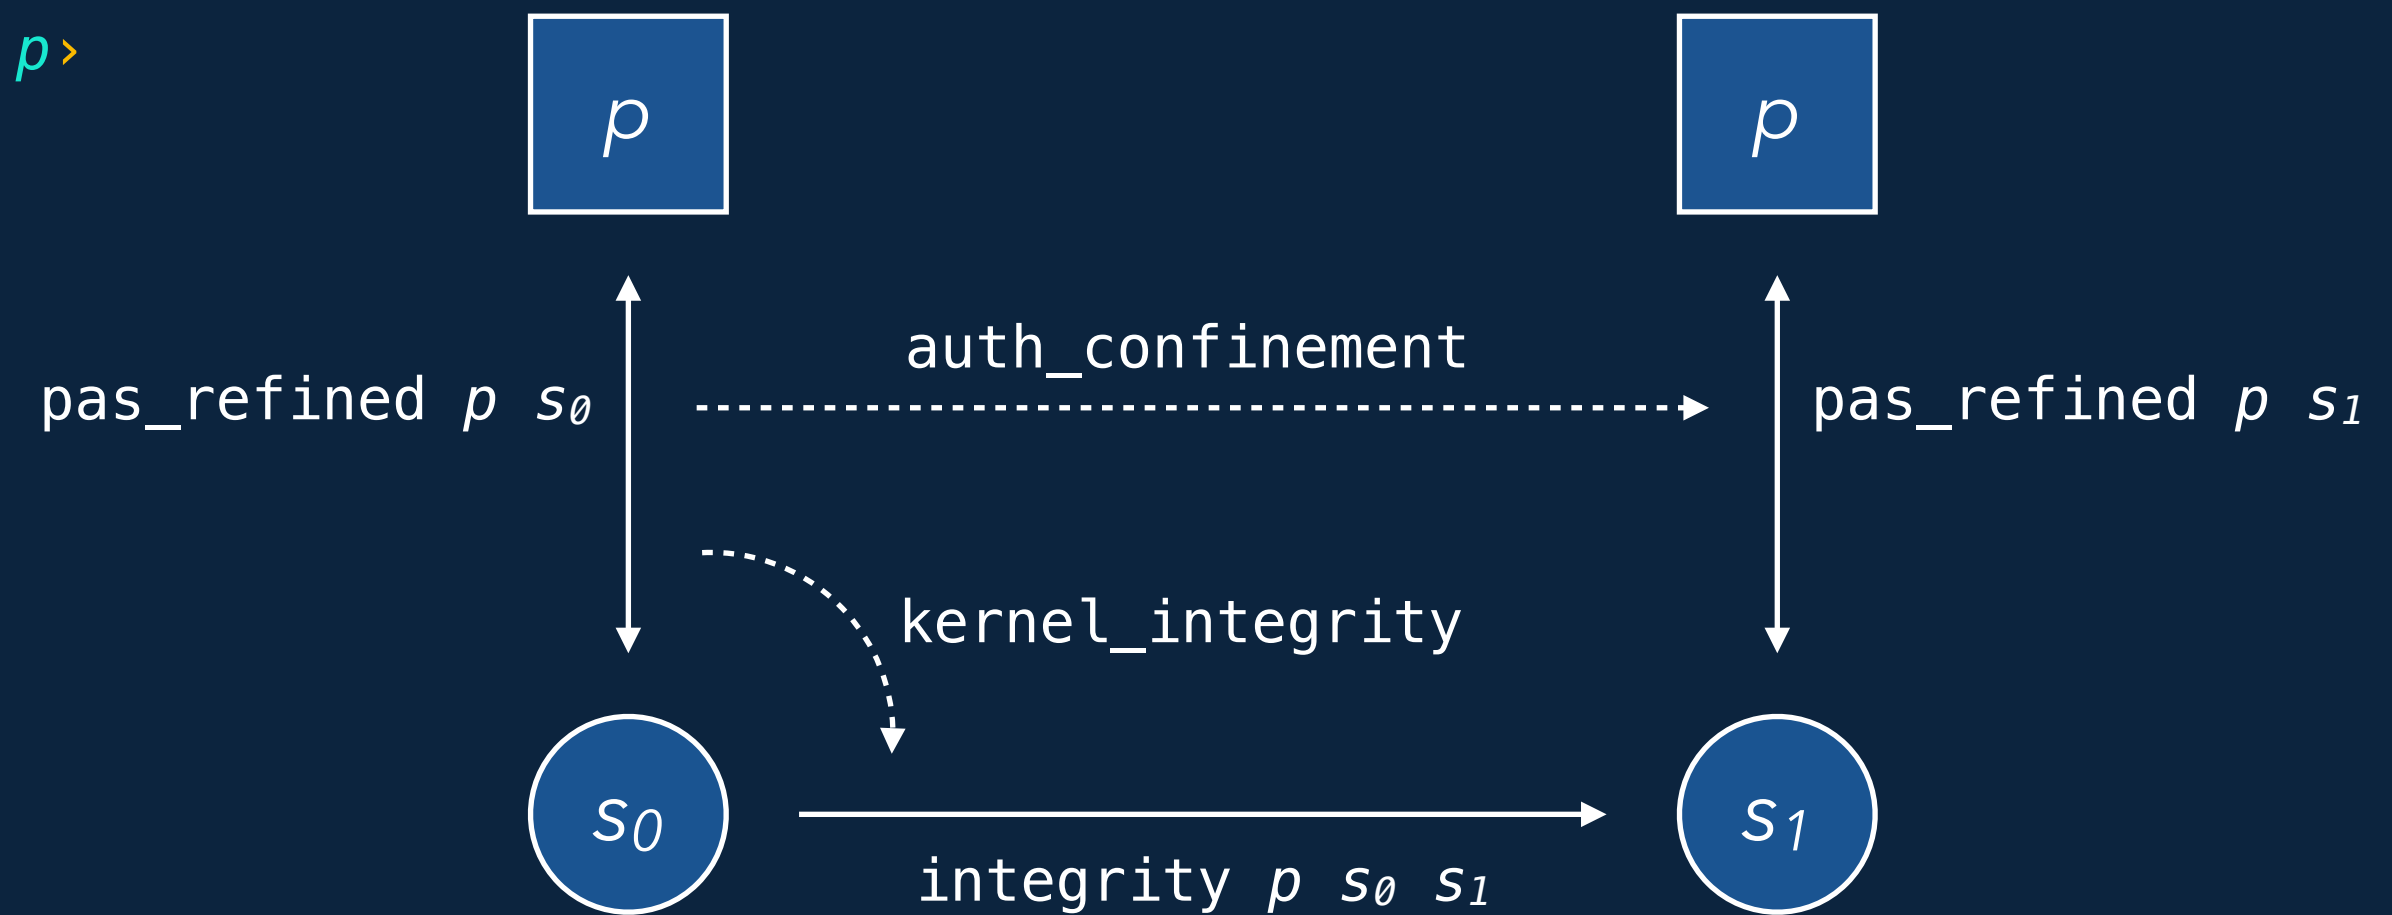 p›
p
p
auth_confinement
pas_refined p s₀
pas_refined p s₁
kernel_integrity
s₀
s₁
integrity p s₀ s₁